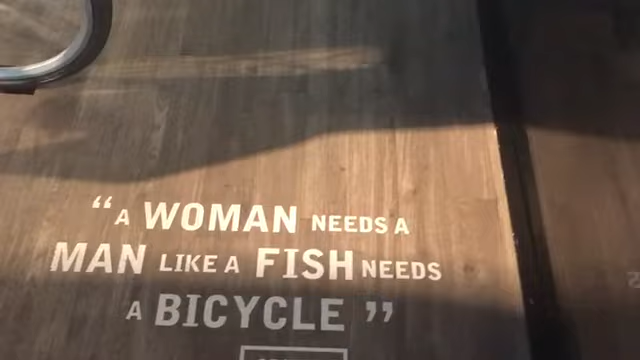 “A WOMAN NEEDS A
MAN LIKE A FISH NEEDS
A BICYCLE”